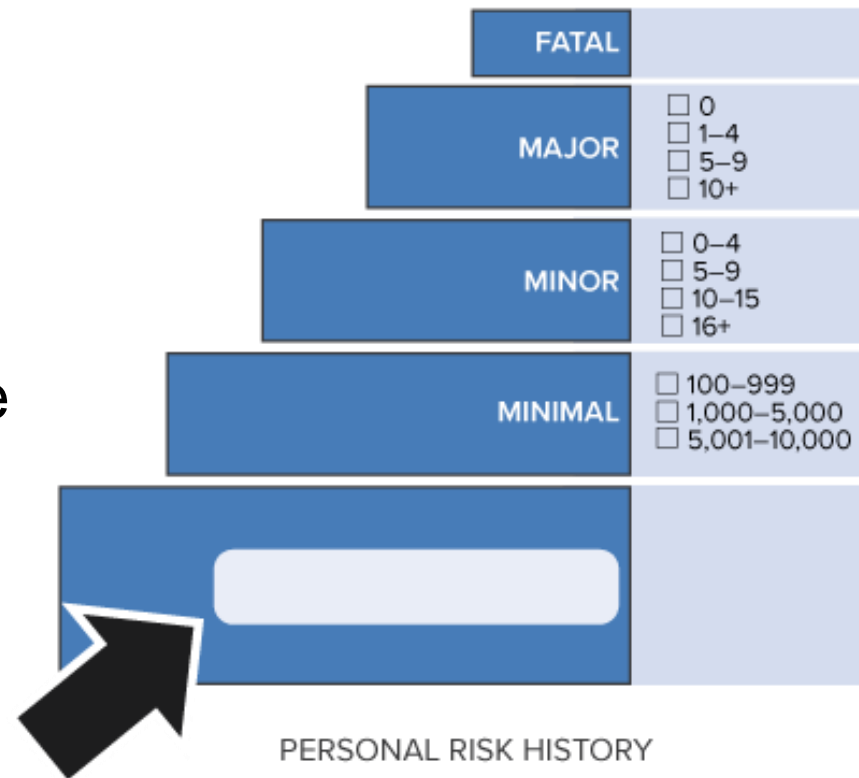 FATAL
MAJOR
☐ 0
☐ 1–4
☐ 5–9
☐ 10+
MINOR
☐ 0–4
☐ 5–9
☐ 10–15
☐ 16+
e
MINIMAL
☐ 100–999
☐ 1,000–5,000
☐ 5,001–10,000
PERSONAL RISK HISTORY